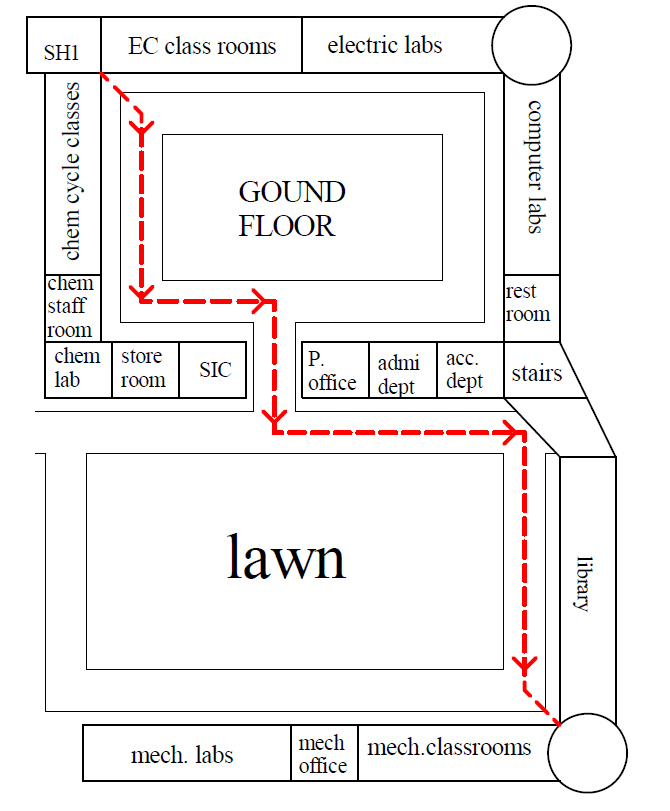 SH1
EC class rooms
electric labs
chem cycle classes
computer labs
GOUND
FLOOR
chem
staff
room
rest
room
chem
lab
store
room
SIC
P.
office
admi
dept
acc.
dept
stairs
lawn
library
mech. labs
mech
office
mech.classrooms